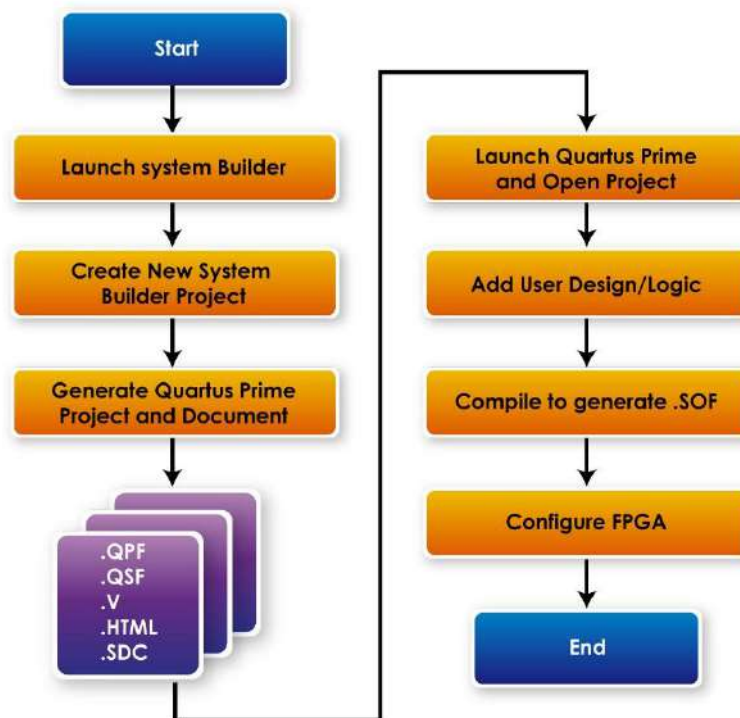 Start
Launch system Builder
Create New System
Builder Project
Generate Quartus Prime
Project and Document
.QPF
.QSF
.V
.HTML
.SDC
Launch Quartus Prime
and Open Project
Add User Design/Logic
Compile to generate .SOF
Configure FPGA
End